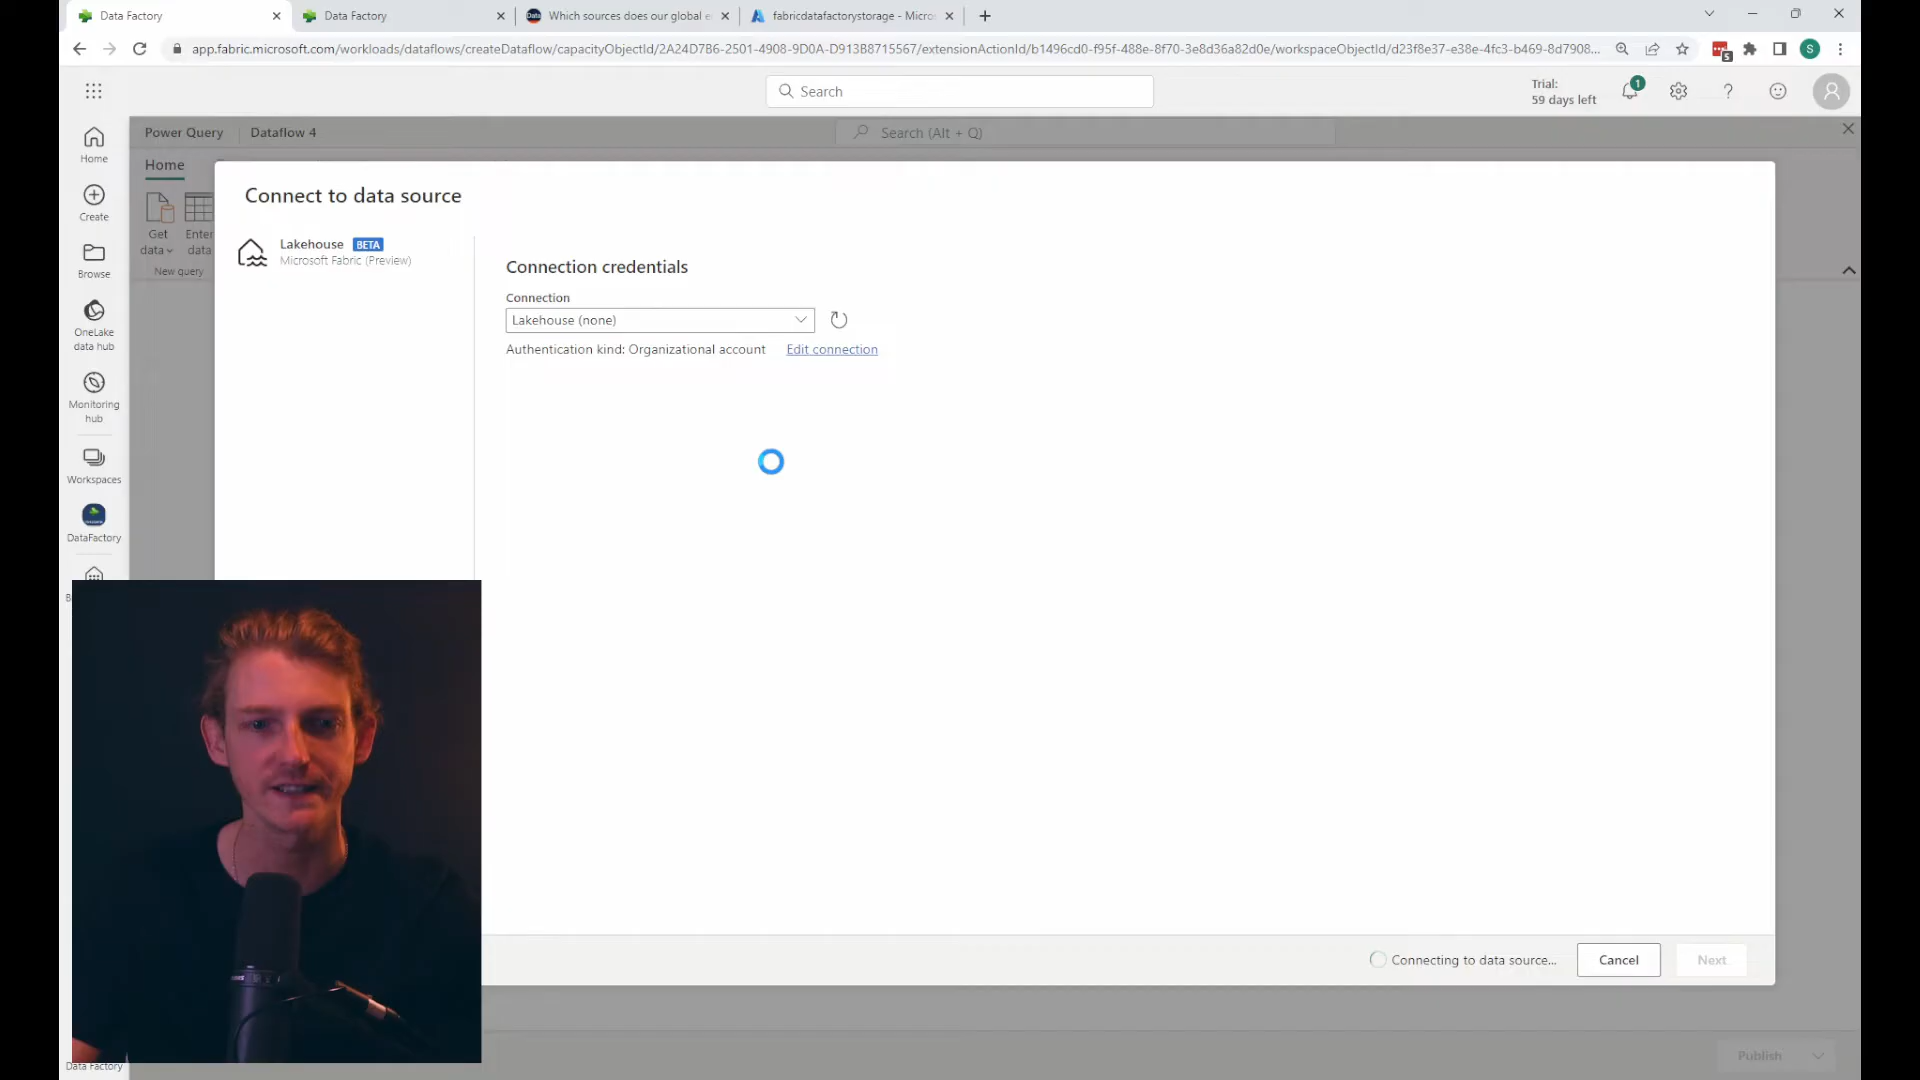 Data Factory
Data Factory
Which sources does our global e
fabricdatafactorystorage - Micros
app.fabric.microsoft.com/workloads/dataflows/createDataflow/capacityObjectId/2A24D7B6-2501-4908-9D0A-D913B8715567/extensionActionId/b1496cd0-f95f-488e-8f70-3e8d36a82d0e/workspaceObjectId/d23f8e37-e38e-4fc3-b469-8d7908...
S
Search
Trial:
59 days left
1
Power Query
Dataflow 4
Search (Alt + Q)
Home
Create
Browse
OneLake
data hub
Monitoring
hub
Workspaces
DataFactory
Data Factory
Home
Get
data
Enter
data
New query
Connect to data source
Lakehouse BETA
Microsoft Fabric (Preview)
Connection credentials
Connection
Lakehouse (none)
Authentication kind: Organizational account Edit connection
Connecting to data source...
Cancel
Next
Publish